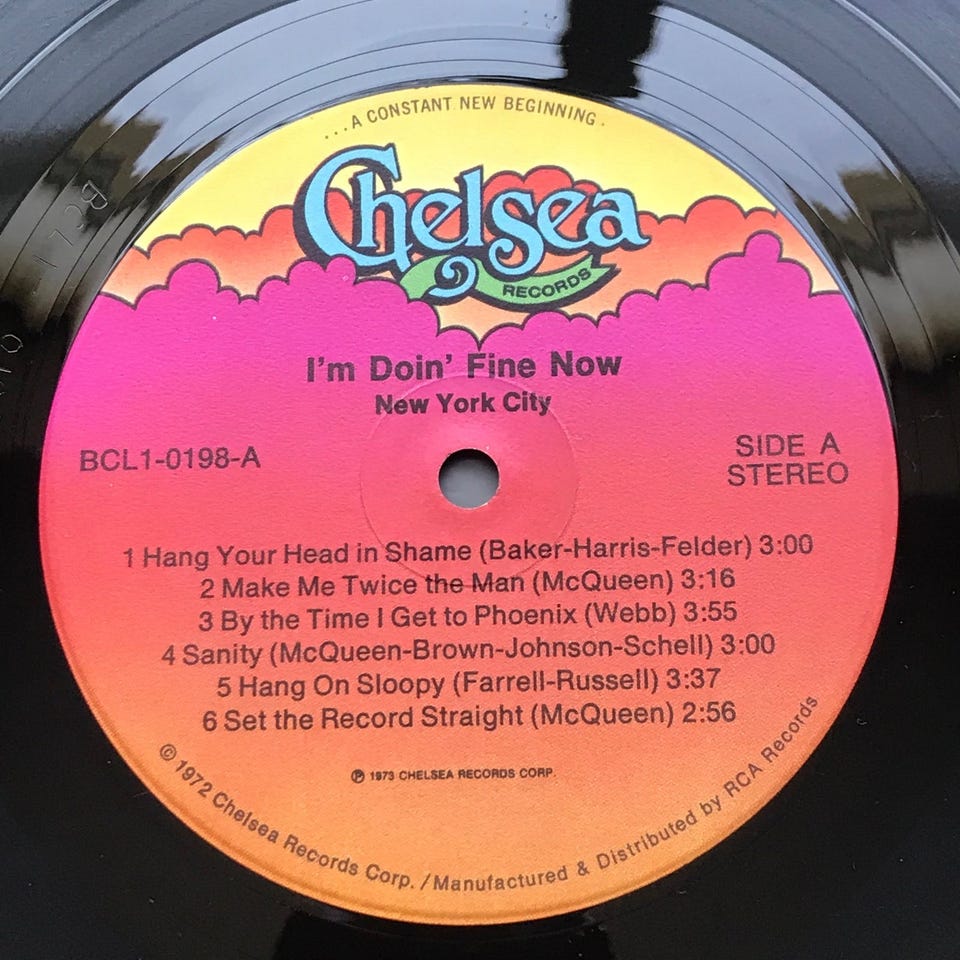 ...A CONSTANT NEW BEGINNING.
Chelsea
RECORDS
I'm Doin' Fine Now
New York City
BCL1-0198-A
SIDE A
STEREO
1 Hang Your Head in Shame (Baker-Harris-Felder) 3:00
2 Make Me Twice the Man (McQueen) 3:16
3 By the Time I Get to Phoenix (Webb) 3:55
4 Sanity (McQueen-Brown-Johnson-Schell) 3:00
5 Hang On Sloopy (Farrell-Russell) 3:37
6 Set the Record Straight (McQueen) 2:56
℗ 1973 CHELSEA RECORDS CORP.
© 1972 Chelsea Records Corp. / Manufactured & Distributed by RCA Records